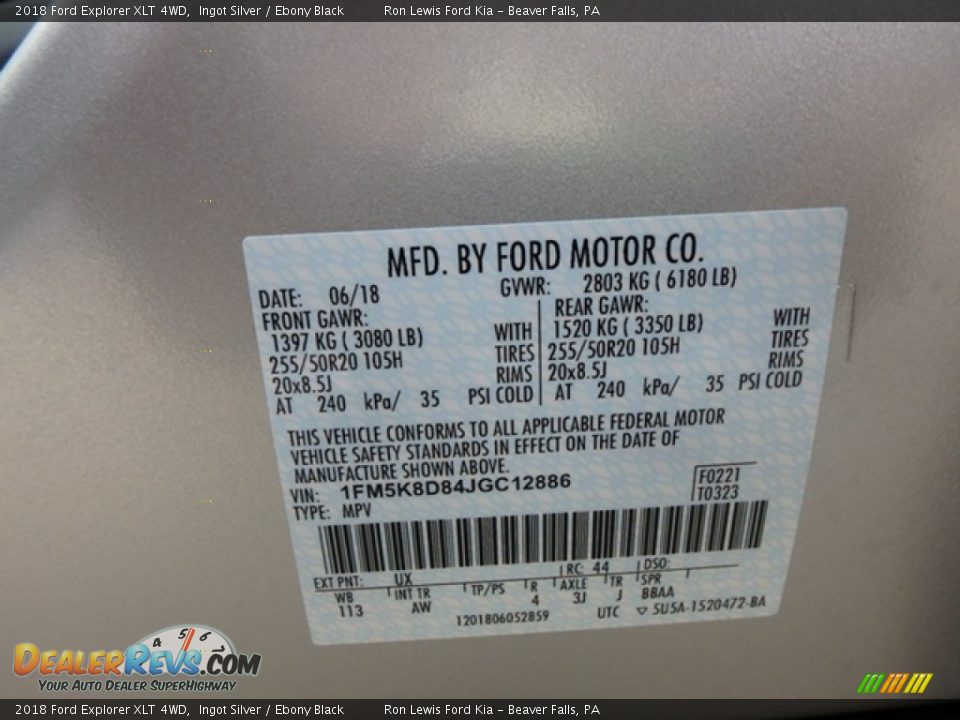 2018 Ford Explorer XLT 4WD, Ingot Silver / Ebony Black Ron Lewis Ford Kia - Beaver Falls, PA
MFD. BY FORD MOTOR CO.
DATE: 06/18 GVWR: 2803 KG ( 6180 LB)
FRONT GAWR: REAR GAWR:
1397 KG ( 3080 LB) WITH 1520 KG ( 3350 LB) WITH
255/50R20 105H TIRES 255/50R20 105H TIRES
20x8.5J RIMS 20x8.5J RIMS
AT 240 kPa/ 35 PSI COLD AT 240 kPa/ 35 PSI COLD
THIS VEHICLE CONFORMS TO ALL APPLICABLE FEDERAL MOTOR
VEHICLE SAFETY STANDARDS IN EFFECT ON THE DATE OF
MANUFACTURE SHOWN ABOVE.
VIN: 1FM5K8D84JGC12886 F0221
TYPE: MPV T0323
EXT PNT: UX RC: 44 DSO:
WB INT TR TP/PS R AXLE TR SPR
113 AW 4 3J J BBAA
1201806052859 UTC ▽ 5U5A-1520472-BA
4 5 6 7
DEALERREVS.COM
YOUR AUTO DEALER SUPERHIGHWAY
2018 Ford Explorer XLT 4WD, Ingot Silver / Ebony Black Ron Lewis Ford Kia - Beaver Falls, PA